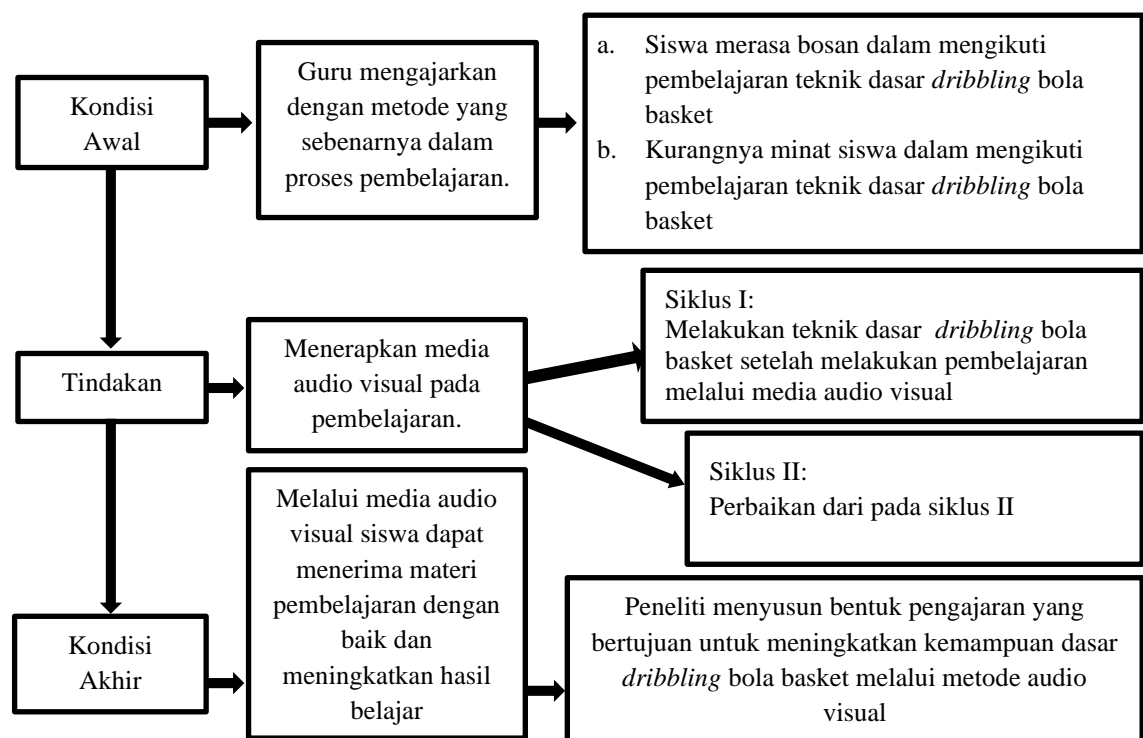 Kondisi
Awal
Guru mengajarkan
dengan metode yang
sebenarnya dalam
proses pembelajaran.
a. Siswa merasa bosan dalam mengikuti
pembelajaran teknik dasar dribbling bola
basket
b. Kurangnya minat siswa dalam mengikuti
pembelajaran teknik dasar dribbling bola
basket
Tindakan
Menerapkan media
audio visual pada
pembelajaran.
Siklus I:
Melakukan teknik dasar dribbling bola
basket setelah melakukan pembelajaran
melalui media audio visual
Siklus II:
Perbaikan dari pada siklus II
Kondisi
Akhir
Melalui media audio
visual siswa dapat
menerima materi
pembelajaran dengan
baik dan
meningkatkan hasil
belajar
Peneliti menyusun bentuk pengajaran yang
bertujuan untuk meningkatkan kemampuan dasar
dribbling bola basket melalui metode audio
visual